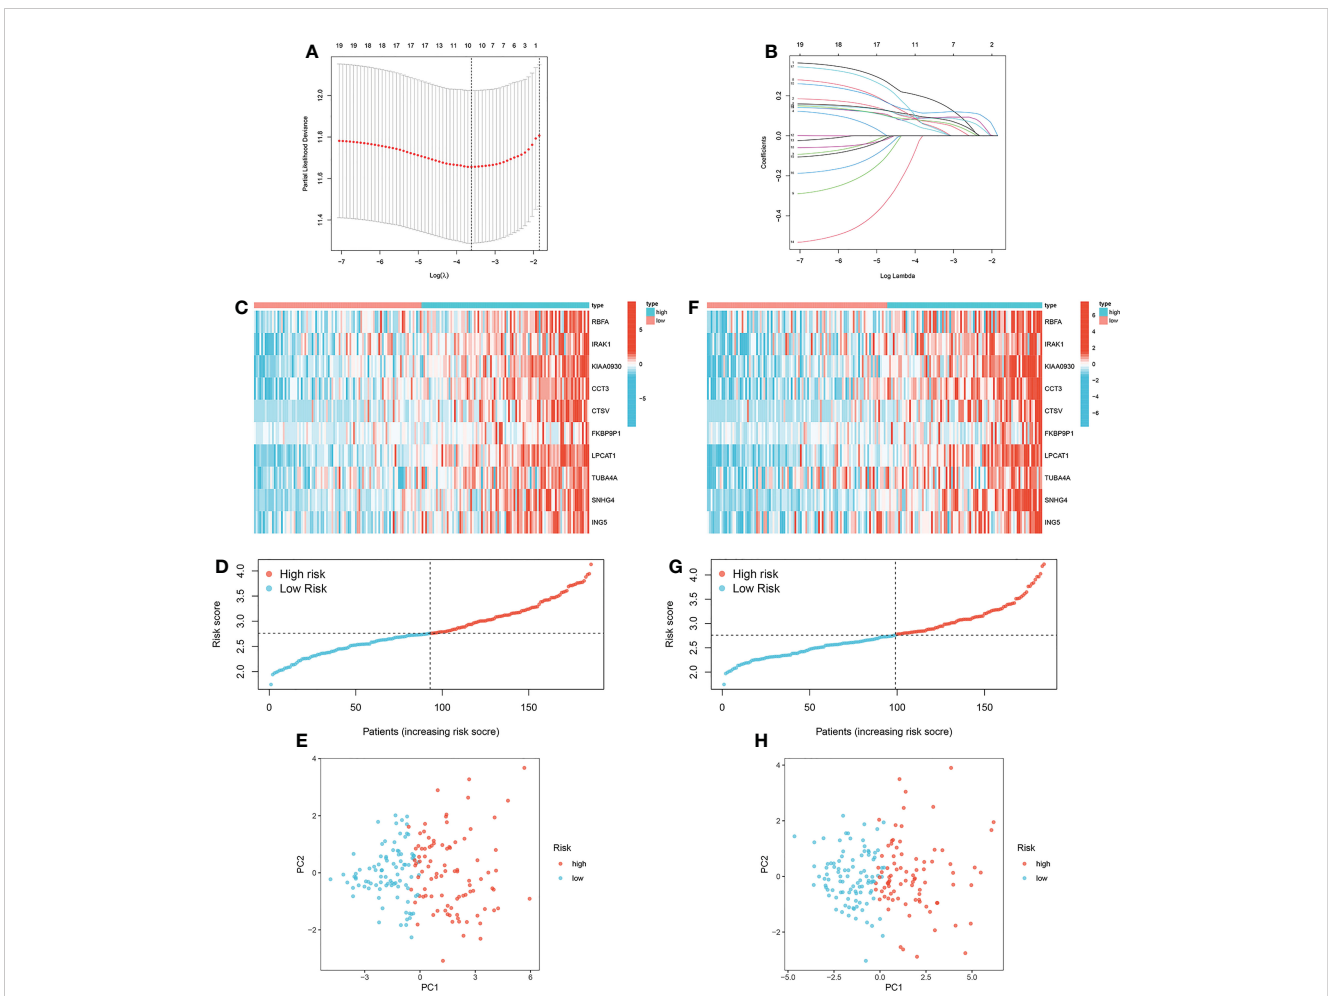 A
19 19 18 18 17 17 17 13 11 10 10 7 7 6 3 1
Partial Likelihood Deviance
12.0
11.8
11.6
11.4
−7 −6 −5 −4 −3 −2
Log(λ)
B
19 18 17 11 7 2
Coefficients
0.2
0.0
−0.2
−0.4
−7 −6 −5 −4 −3 −2
Log Lambda
C
type
RBFA
IRAK1
KIAA0930
CCT3
CTSV
FKBP9P1
LPCAT1
TUBA4A
SNHG4
ING5
5
0
−5
type
high
low
F
type
RBFA
IRAK1
KIAA0930
CCT3
CTSV
FKBP9P1
LPCAT1
TUBA4A
SNHG4
ING5
6
4
2
0
−2
−4
−6
type
high
low
D
High risk
Low Risk
Risk score
4.0
3.5
3.0
2.5
2.0
0 50 100 150
Patients (increasing risk socre)
G
High risk
Low Risk
Risk score
4.0
3.5
3.0
2.5
2.0
0 50 100 150
Patients (increasing risk socre)
E
PC2
4
2
0
−2
−3 0 3 6
PC1
Risk
high
low
H
PC2
4
2
0
−2
−5.0 −2.5 0.0 2.5 5.0
PC1
Risk
high
low